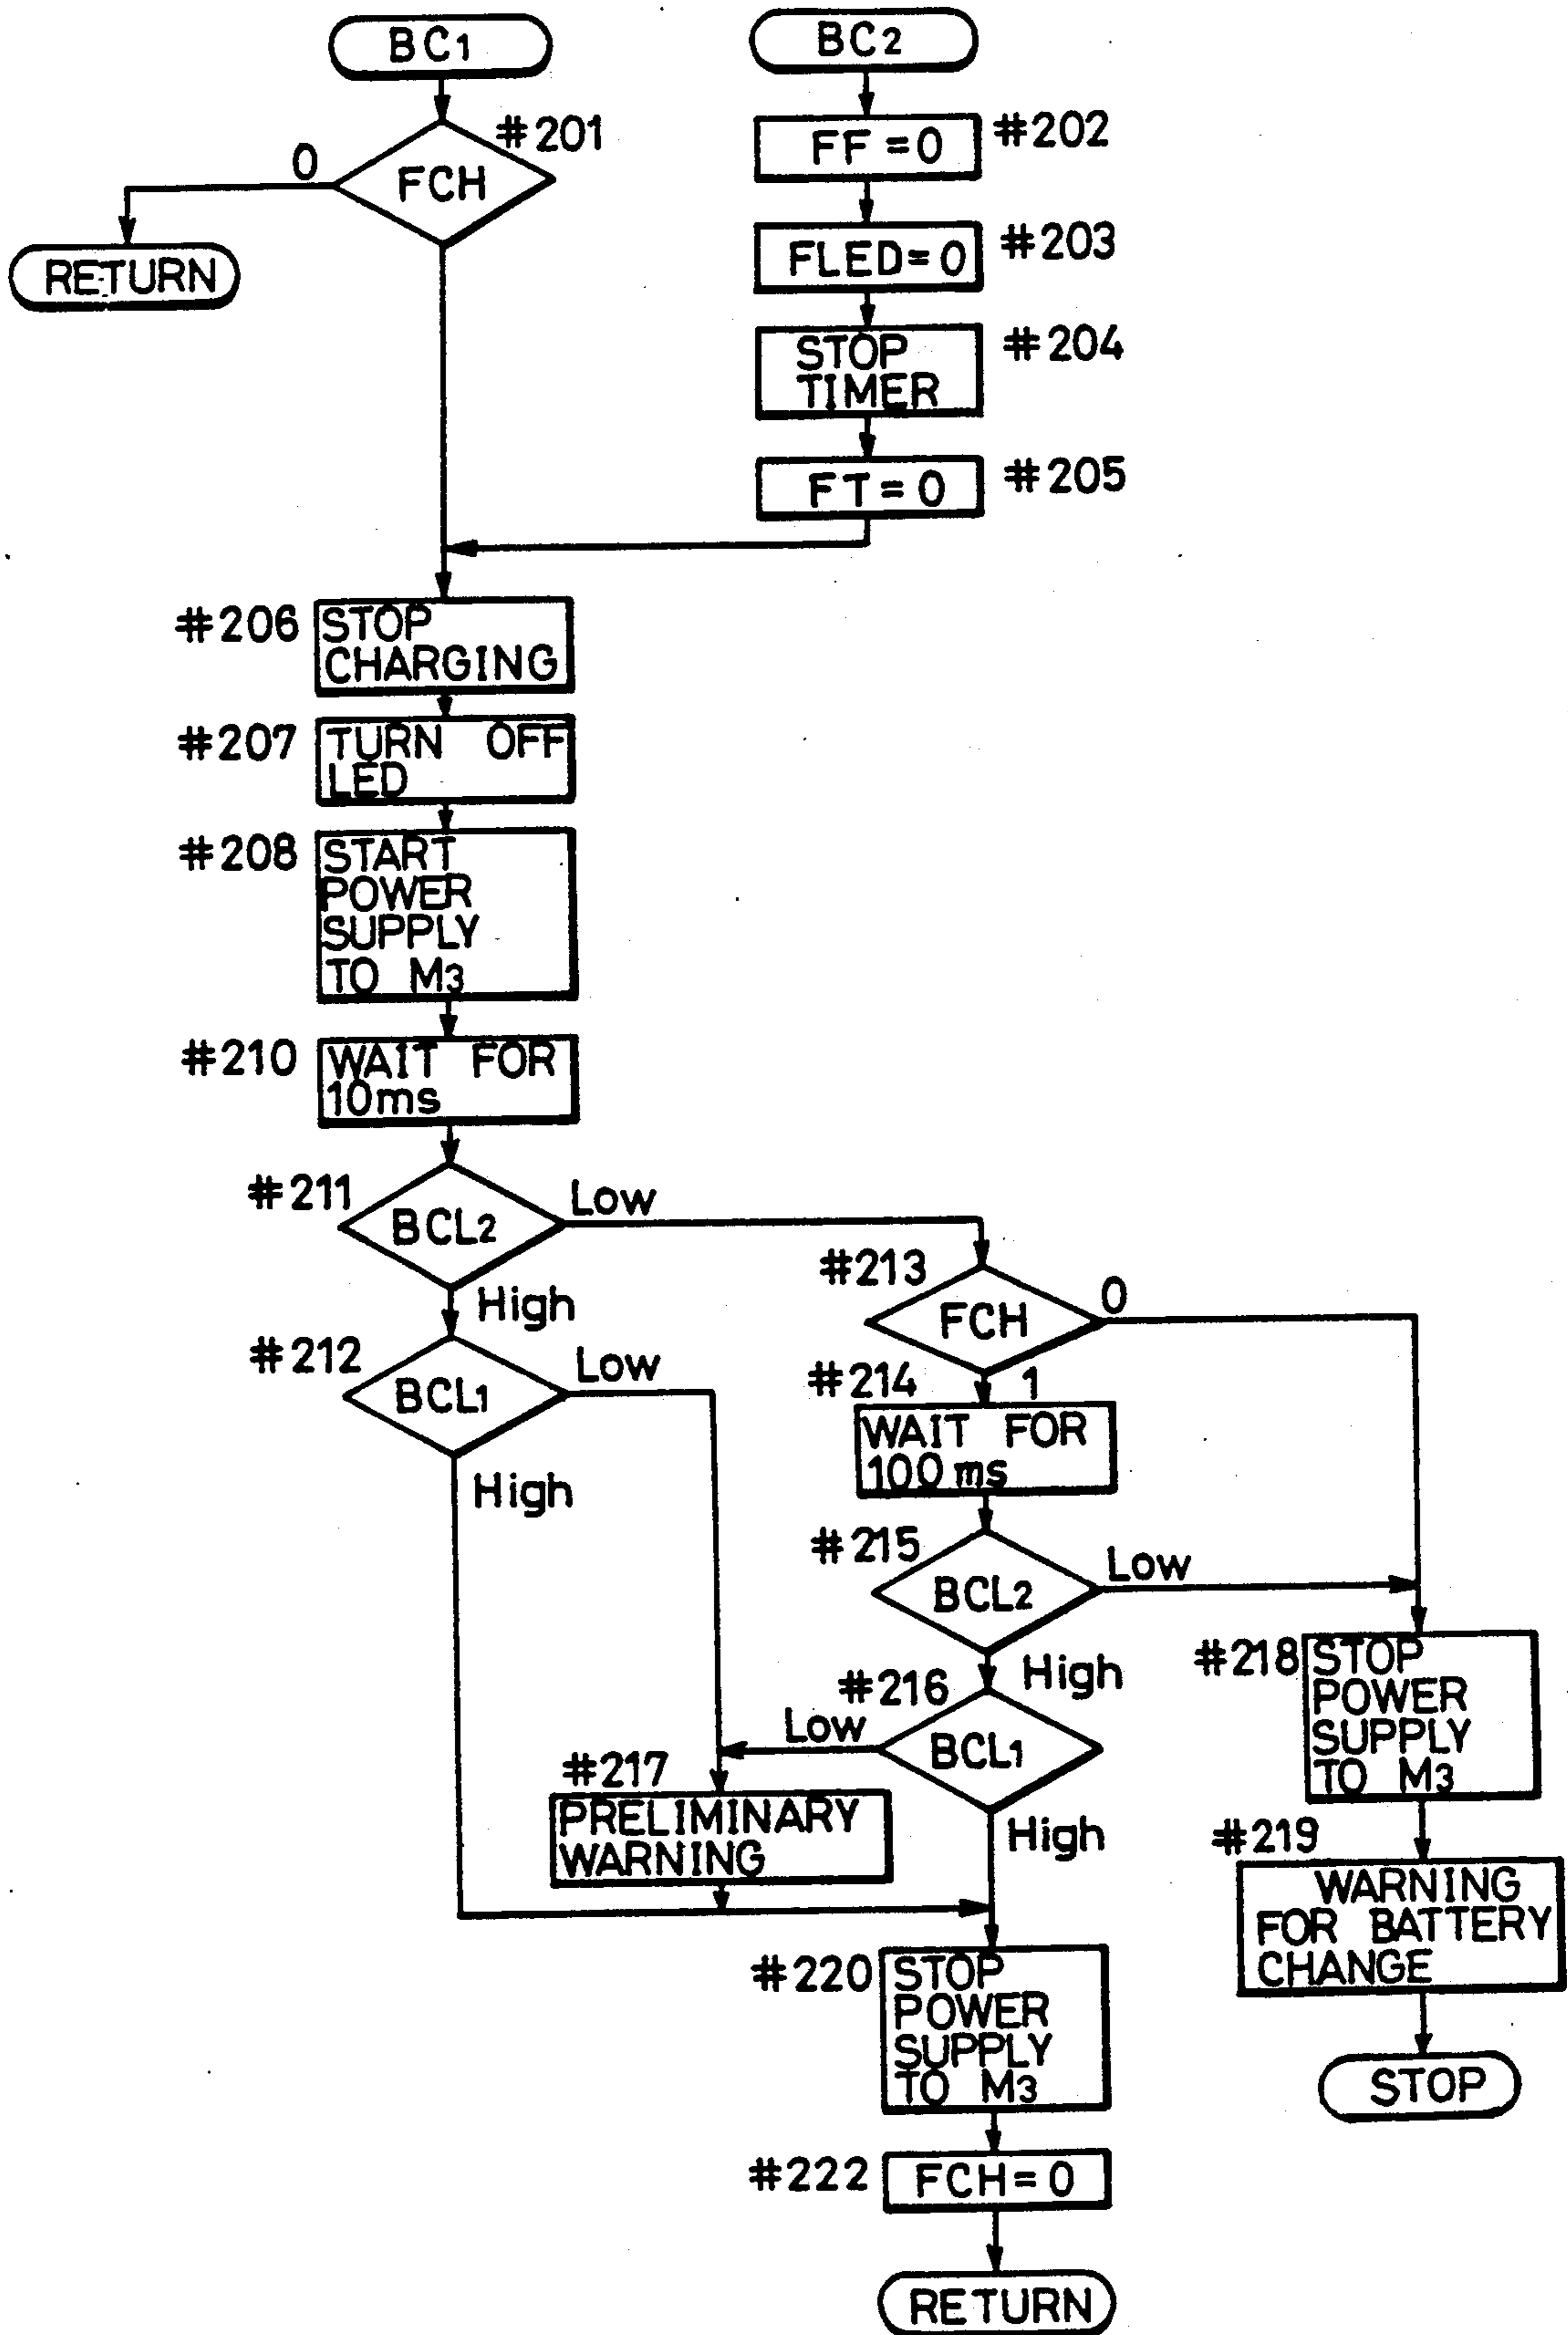 BC1
BC2
#201
0
FCH
RETURN
FF=0
#202
FLED=0
#203
STOP
TIMER
#204
FT=0
#205
#206
STOP
CHARGING
#207
TURN OFF
LED
#208
START
POWER
SUPPLY
TO M3
#210
WAIT FOR
10ms
#211
BCL2
Low
High
#213
FCH
0
1
#212
BCL1
Low
High
#214
WAIT FOR
100ms
#215
BCL2
Low
High
#216
BCL1
Low
High
#217
PRELIMINARY
WARNING
#218
STOP
POWER
SUPPLY
TO M3
#219
WARNING
FOR BATTERY
CHANGE
STOP
#220
STOP
POWER
SUPPLY
TO M3
#222
FCH=0
RETURN